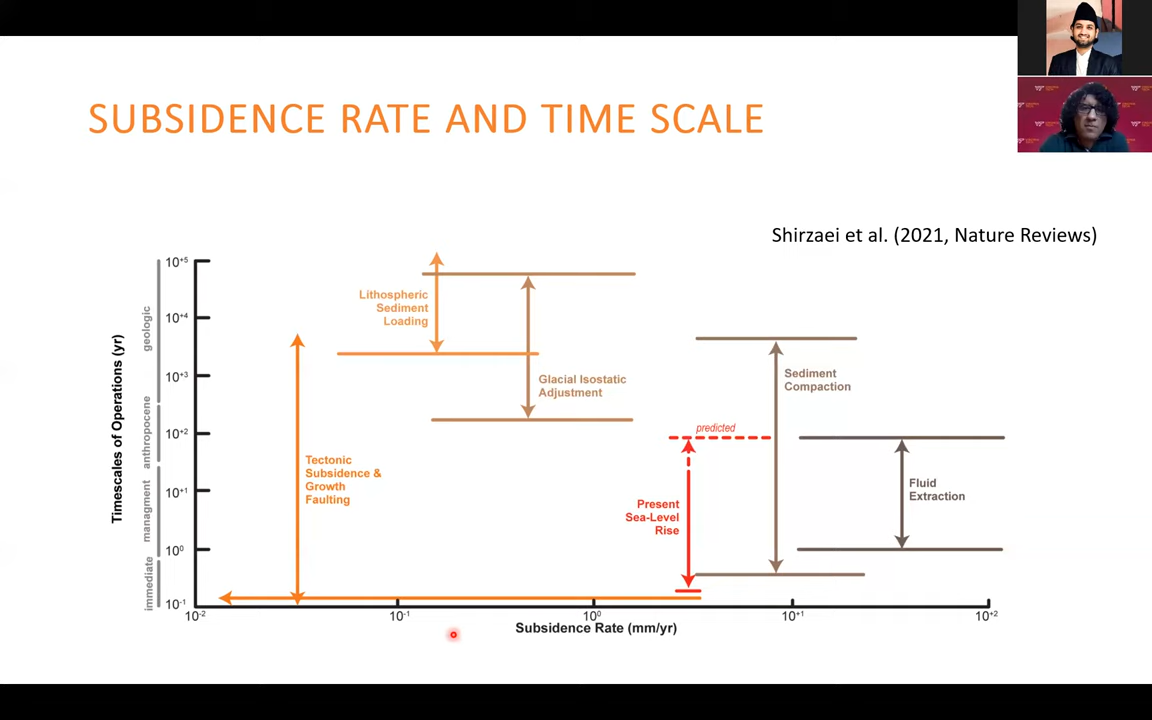 SUBSIDENCE RATE AND TIME SCALE
Shirzaei et al. (2021, Nature Reviews)
Timescales of Operations (yr)
geologic
anthropocene
managment
immediate
10+5
10+4
10+3
10+2
10+1
100
10-1
Lithospheric
Sediment
Loading
Glacial Isostatic
Adjustment
Sediment
Compaction
predicted
Tectonic
Subsidence &
Growth
Faulting
Present
Sea-Level
Rise
Fluid
Extraction
10-2
10-1
100
10+1
10+2
Subsidence Rate (mm/yr)